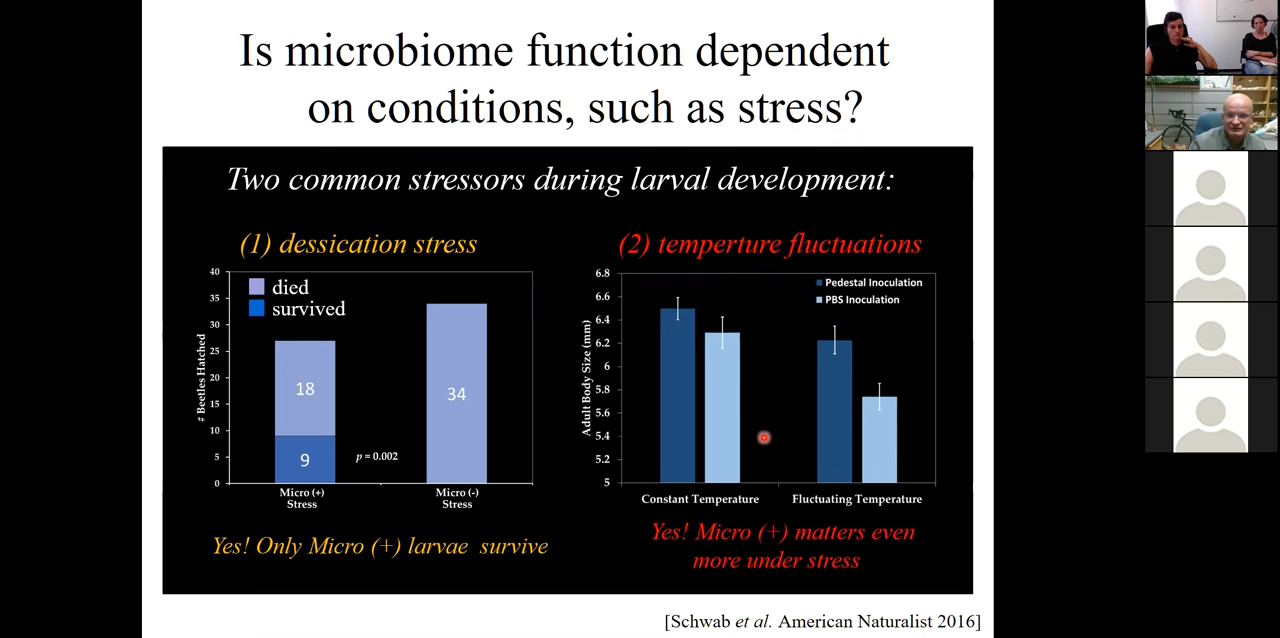 Is microbiome function dependent
on conditions, such as stress?
Two common stressors during larval development:
(1) dessication stress
40
35
30
25
20
15
10
5
0
# Beetles Hatched
died
survived
18
9
34
p = 0.002
Micro (+)
Stress
Micro (-)
Stress
Yes! Only Micro (+) larvae survive
(2) temperture fluctuations
6.8
6.6
6.4
6.2
6
5.8
5.6
5.4
5.2
5
Adult Body Size (mm)
Pedestal Inoculation
PBS Inoculation
Constant Temperature
Fluctuating Temperature
Yes! Micro (+) matters even
more under stress
[Schwab et al. American Naturalist 2016]